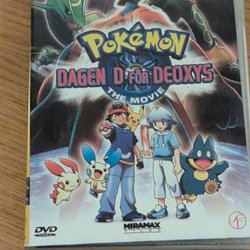 POKéMON
DAGEN D FOR DEOXYS
THE MOVIE
DVD
MIRAMAX